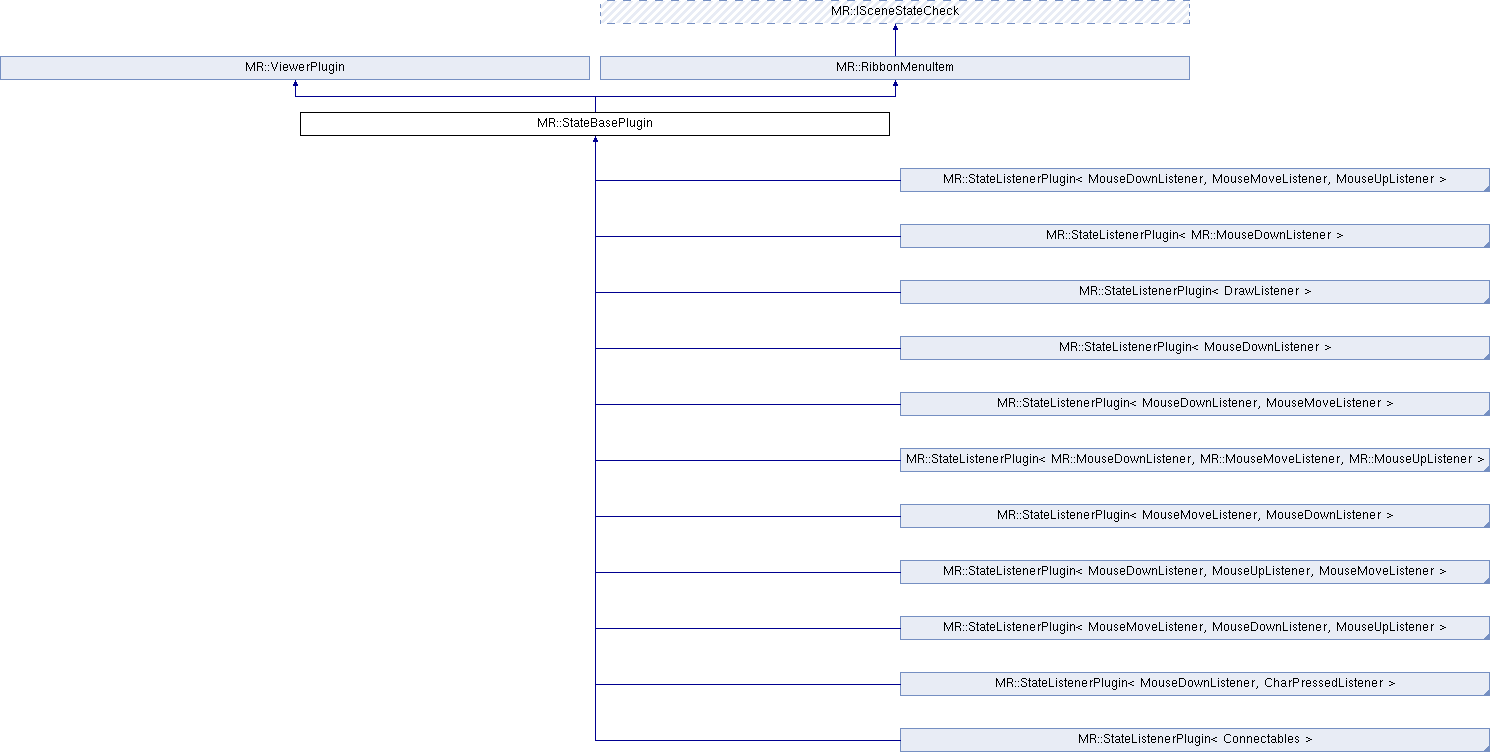 MR::ISceneStateCheck
MR::ViewerPlugin
MR::RibbonMenuItem
MR::StateBasePlugin
MR::StateListenerPlugin< MouseDownListener, MouseMoveListener, MouseUpListener >
MR::StateListenerPlugin< MR::MouseDownListener >
MR::StateListenerPlugin< DrawListener >
MR::StateListenerPlugin< MouseDownListener >
MR::StateListenerPlugin< MouseDownListener, MouseMoveListener >
MR::StateListenerPlugin< MR::MouseDownListener, MR::MouseMoveListener, MR::MouseUpListener >
MR::StateListenerPlugin< MouseMoveListener, MouseDownListener >
MR::StateListenerPlugin< MouseDownListener, MouseUpListener, MouseMoveListener >
MR::StateListenerPlugin< MouseMoveListener, MouseDownListener, MouseUpListener >
MR::StateListenerPlugin< MouseDownListener, CharPressedListener >
MR::StateListenerPlugin< Connectables >